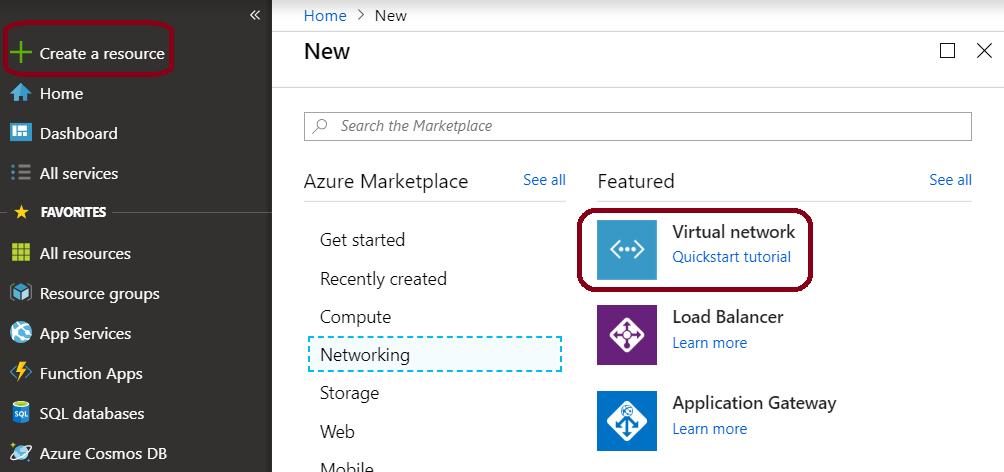 «
Create a resource
Home
Dashboard
All services
FAVORITES
All resources
Resource groups
App Services
Function Apps
SQL databases
Azure Cosmos DB
Home > New
New
Search the Marketplace
Azure Marketplace See all
Get started
Recently created
Compute
Networking
Storage
Web
Mobile
Featured See all
Virtual network
Quickstart tutorial
Load Balancer
Learn more
Application Gateway
Learn more
SQL